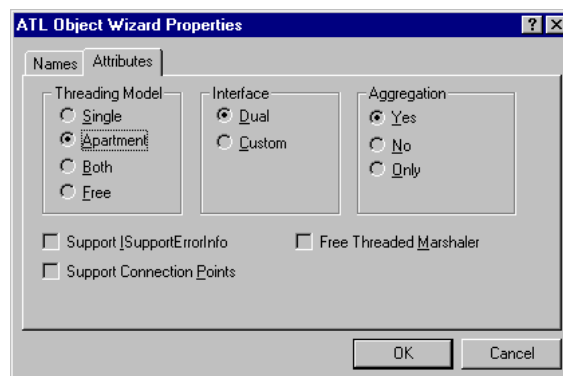 ATL Object Wizard Properties
Names Attributes
Threading Model
Single
Apartment
Both
Free
Interface
Dual
Custom
Aggregation
Yes
No
Only
Support ISupportErrorInfo
Free Threaded Marshaler
Support Connection Points
OK
Cancel